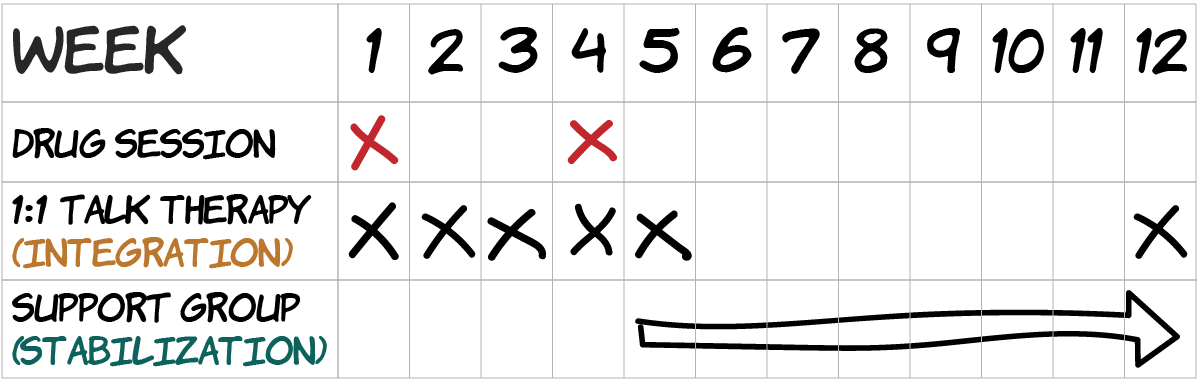 WEEK 1 2 3 4 5 6 7 8 9 10 11 12
DRUG SESSION X X
1:1 TALK THERAPY
(INTEGRATION) X X X X X X
SUPPORT GROUP
(STABILIZATION)